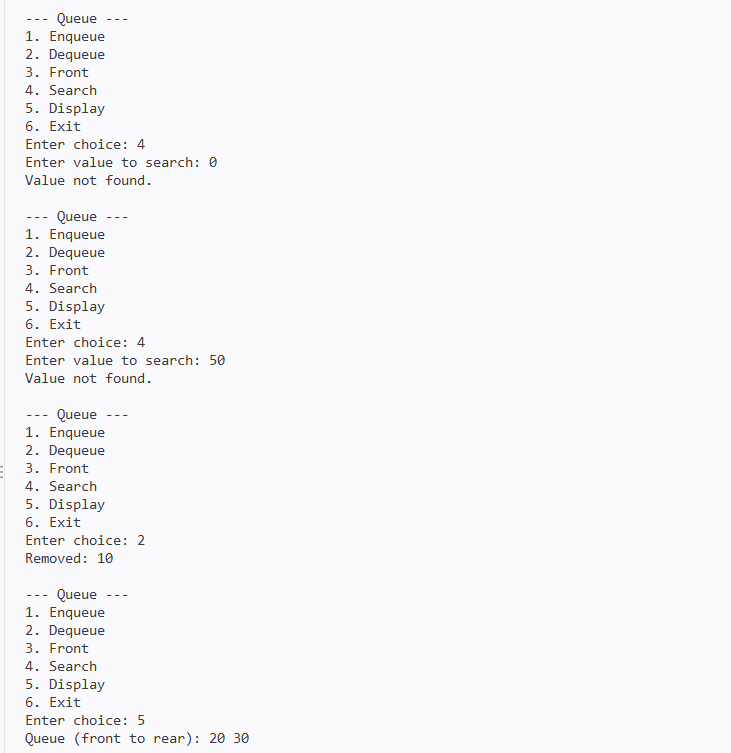 --- Queue ---
1. Enqueue
2. Dequeue
3. Front
4. Search
5. Display
6. Exit
Enter choice: 4
Enter value to search: 0
Value not found.
--- Queue ---
1. Enqueue
2. Dequeue
3. Front
4. Search
5. Display
6. Exit
Enter choice: 4
Enter value to search: 50
Value not found.
--- Queue ---
1. Enqueue
2. Dequeue
3. Front
4. Search
5. Display
6. Exit
Enter choice: 2
Removed: 10
--- Queue ---
1. Enqueue
2. Dequeue
3. Front
4. Search
5. Display
6. Exit
Enter choice: 5
Queue (front to rear): 20 30